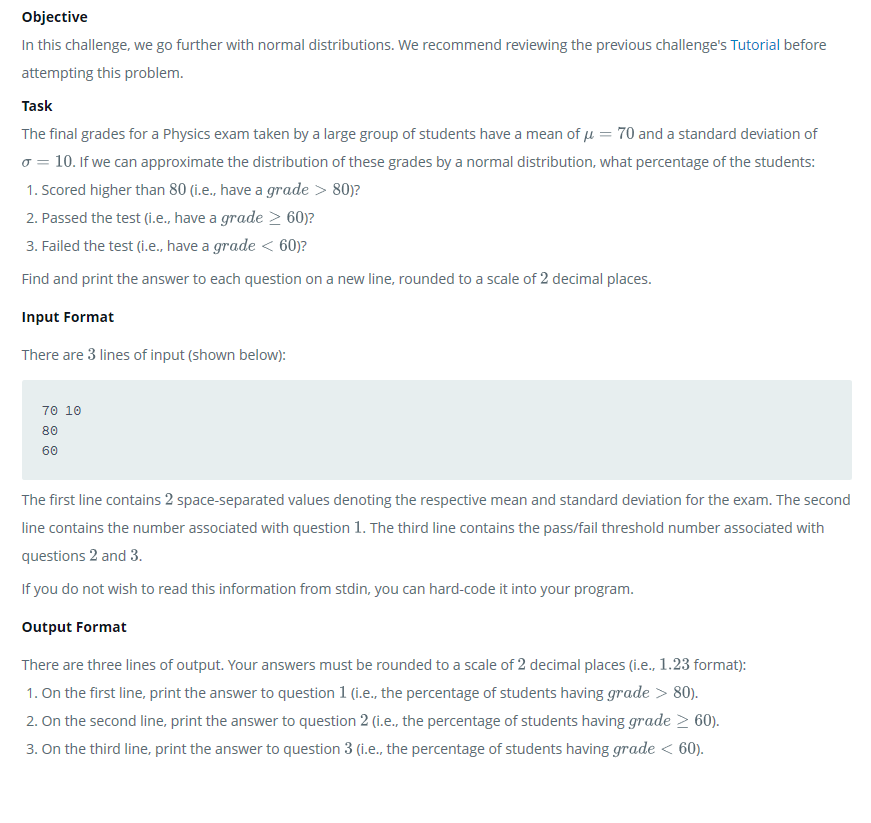 Objective
In this challenge, we go further with normal distributions. We recommend reviewing the previous challenge's Tutorial before
attempting this problem.
Task
The final grades for a Physics exam taken by a large group of students have a mean of μ = 70 and a standard deviation of
σ = 10. If we can approximate the distribution of these grades by a normal distribution, what percentage of the students:
1. Scored higher than 80 (i.e., have a grade > 80)?
2. Passed the test (i.e., have a grade ≥ 60)?
3. Failed the test (i.e., have a grade < 60)?
Find and print the answer to each question on a new line, rounded to a scale of 2 decimal places.
Input Format
There are 3 lines of input (shown below):
70 10
80
60
The first line contains 2 space-separated values denoting the respective mean and standard deviation for the exam. The second
line contains the number associated with question 1. The third line contains the pass/fail threshold number associated with
questions 2 and 3.
If you do not wish to read this information from stdin, you can hard-code it into your program.
Output Format
There are three lines of output. Your answers must be rounded to a scale of 2 decimal places (i.e., 1.23 format):
1. On the first line, print the answer to question 1 (i.e., the percentage of students having grade > 80).
2. On the second line, print the answer to question 2 (i.e., the percentage of students having grade ≥ 60).
3. On the third line, print the answer to question 3 (i.e., the percentage of students having grade < 60).